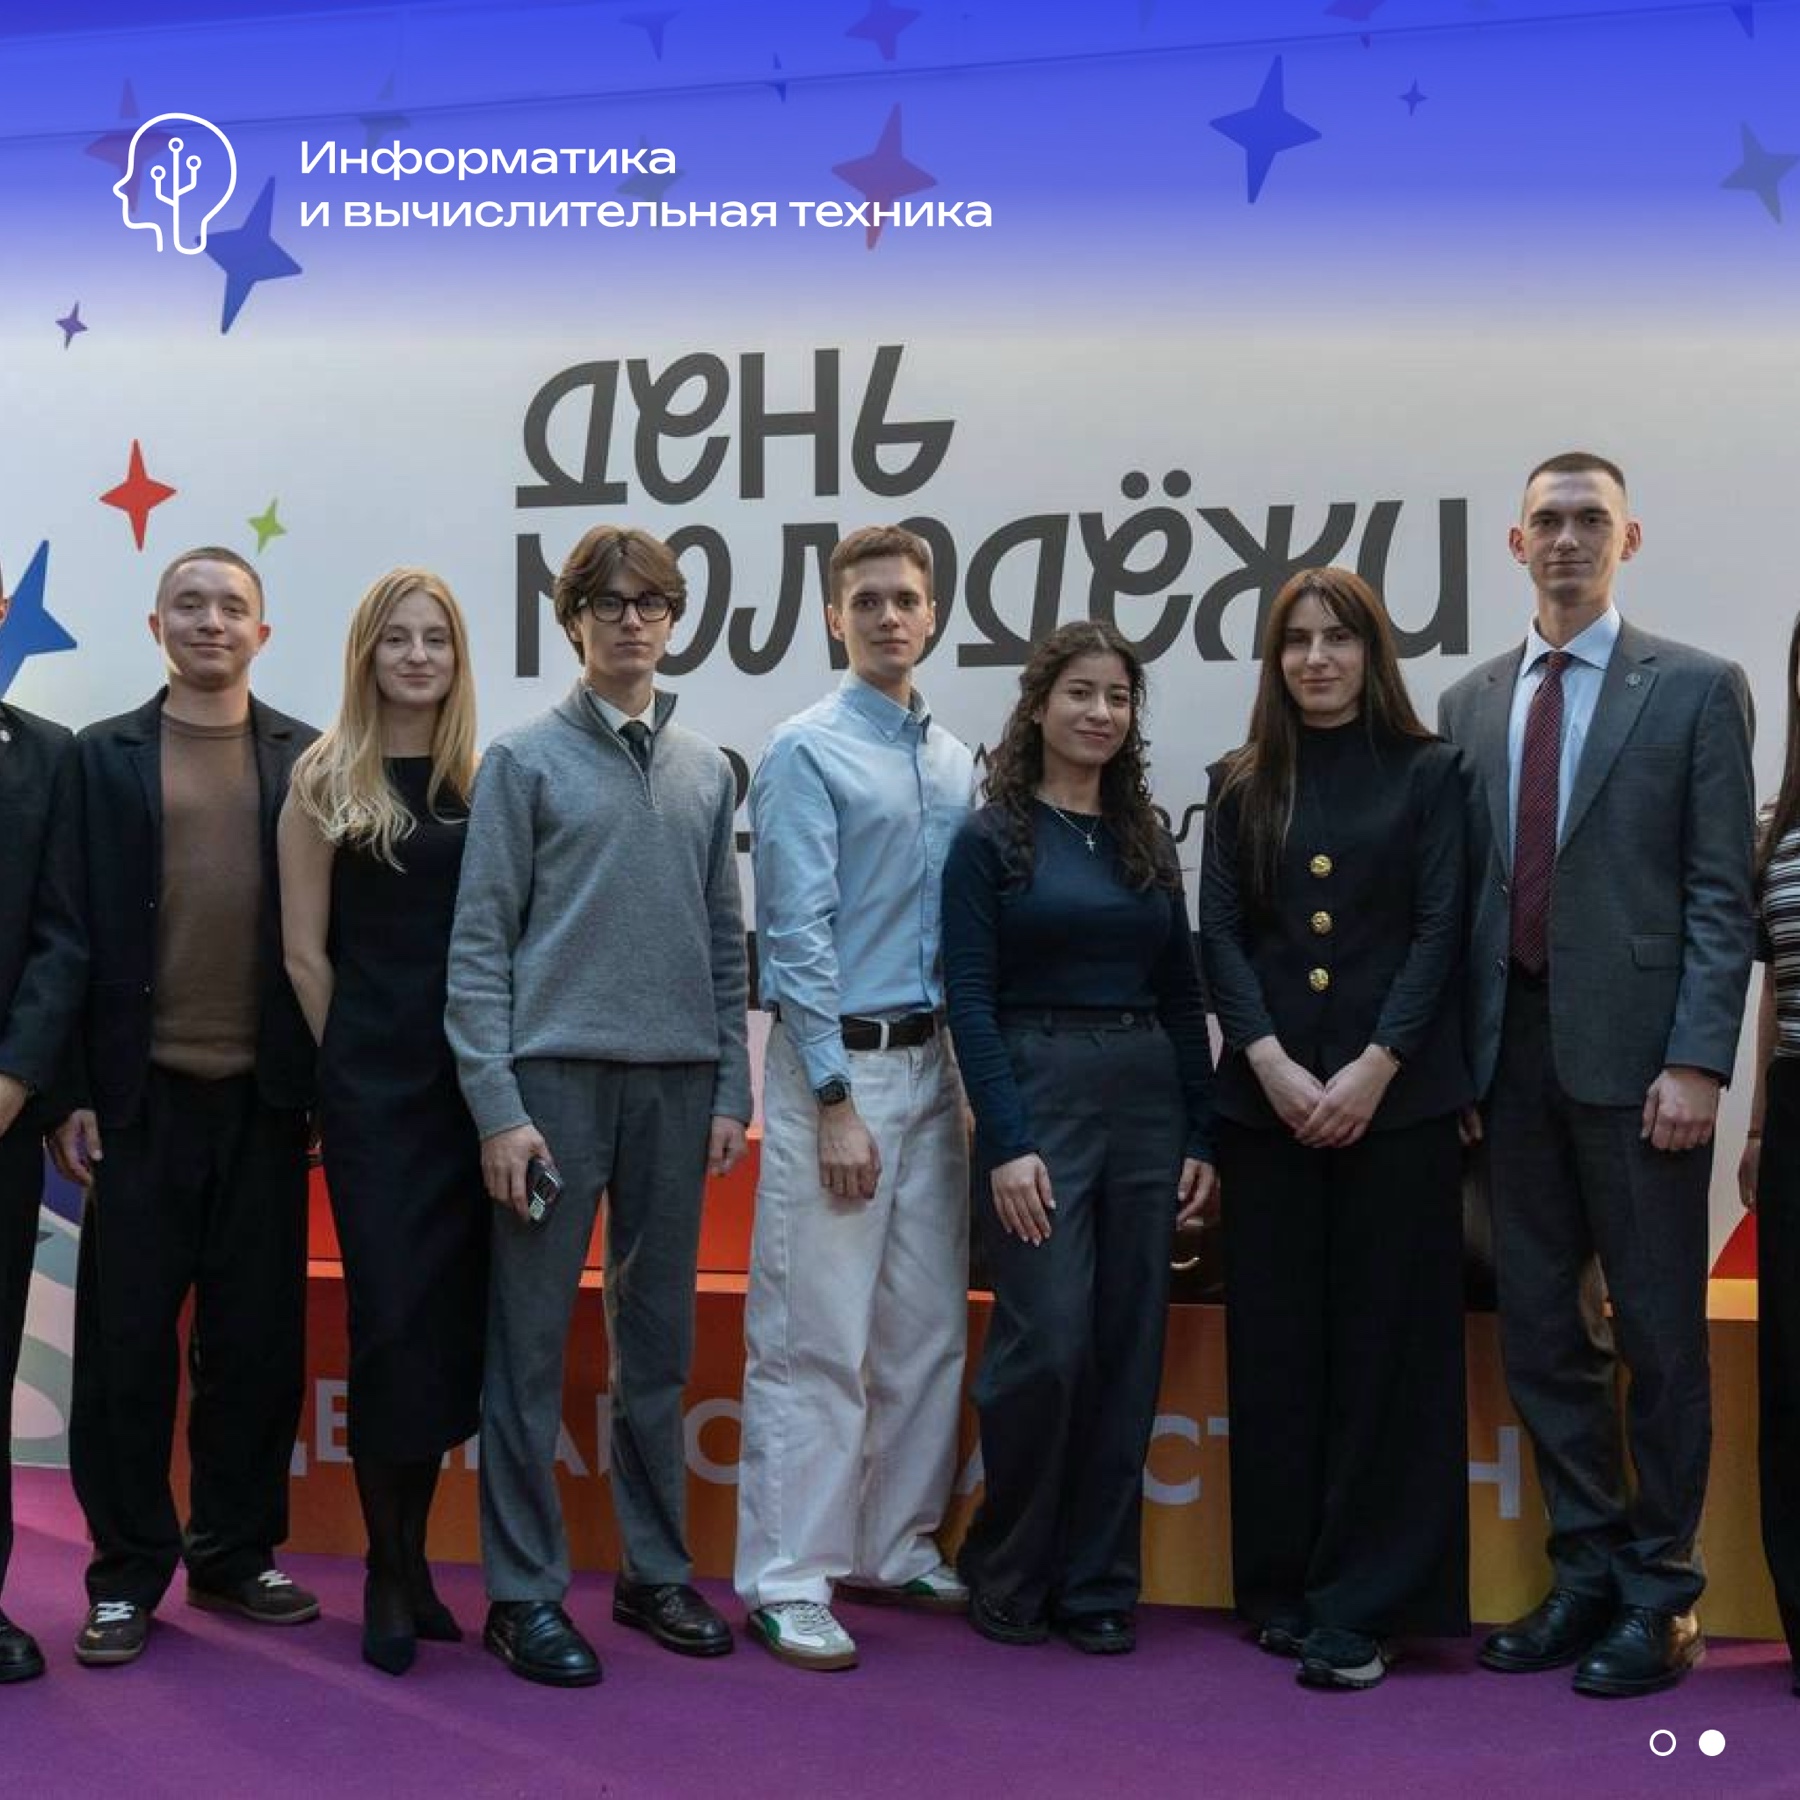 Информатика
и вычислительная техника
день
молодёжи